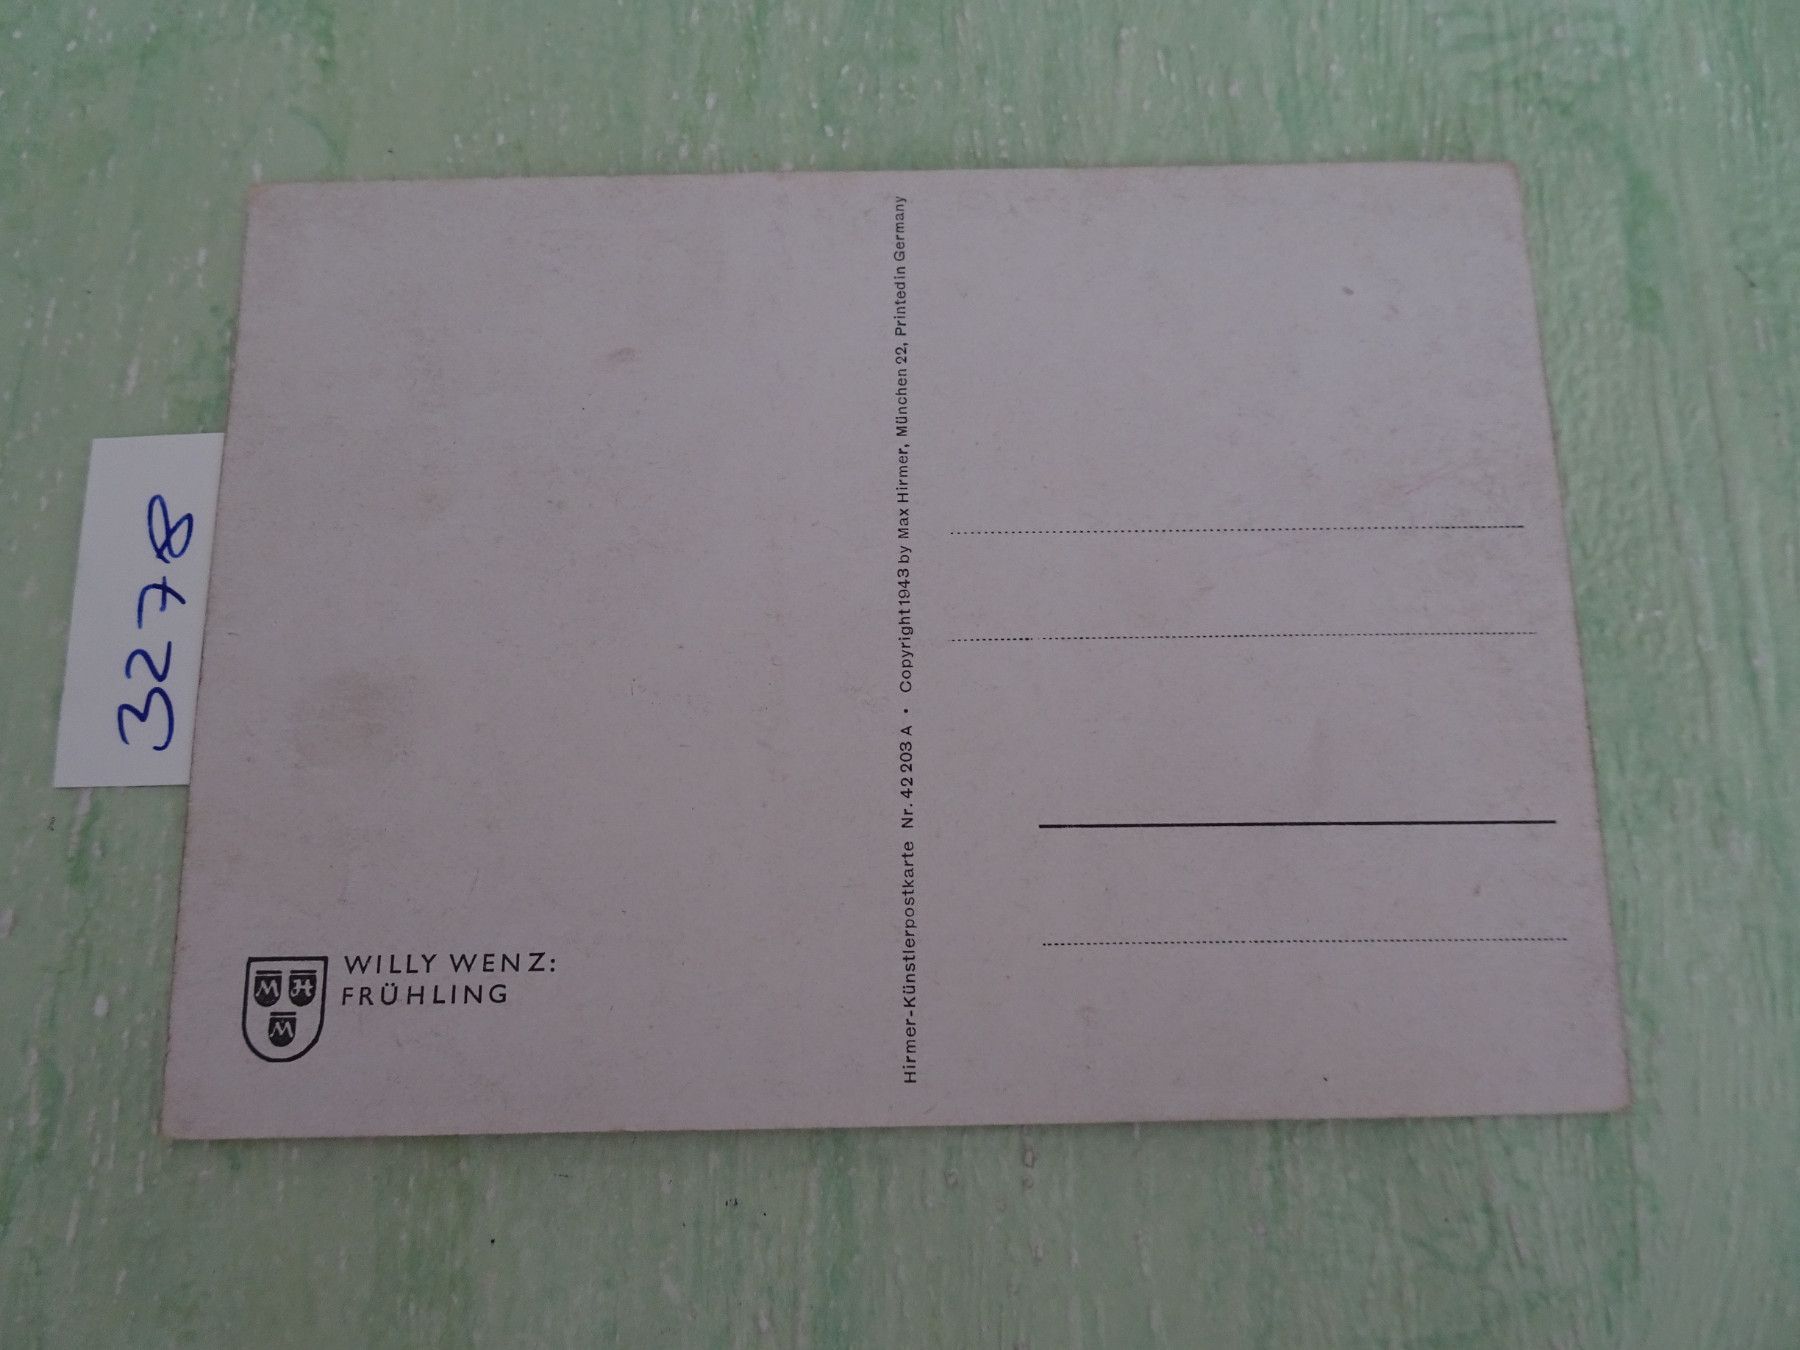 3278
WILLY WENZ:
FRÜHLING
M H
W
Hirmer-Künstlerpostkarte Nr. 42 203 A • Copyright 1943 by Max Hirmer, München 22, Printed in Germany